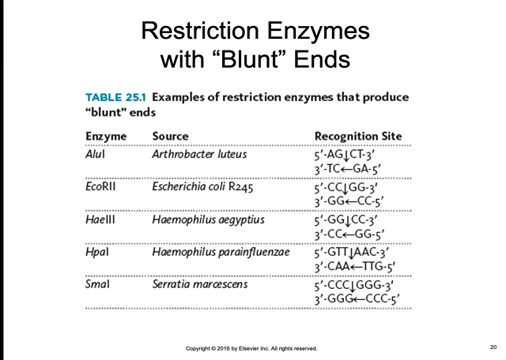 Restriction Enzymes
with “Blunt” Ends
TABLE 25.1 Examples of restriction enzymes that produce
“blunt” ends
Enzyme Source Recognition Site
AluI Arthrobacter luteus 5′-AG↓CT-3′
3′-TC←GA-5′
EcoRII Escherichia coli R245 5′-CC↓GG-3′
3′-GG←CC-5′
HaeIII Haemophilus aegyptius 5′-GG↓CC-3′
3′-CC←GG-5′
HpaI Haemophilus parainfluenzae 5′-GTT↓AAC-3′
3′-CAA←TTG-5′
SmaI Serratia marcescens 5′-CCC↓GGG-3′
3′-GGG←CCC-5′
Copyright © 2016 by Elsevier Inc. All rights reserved.
20